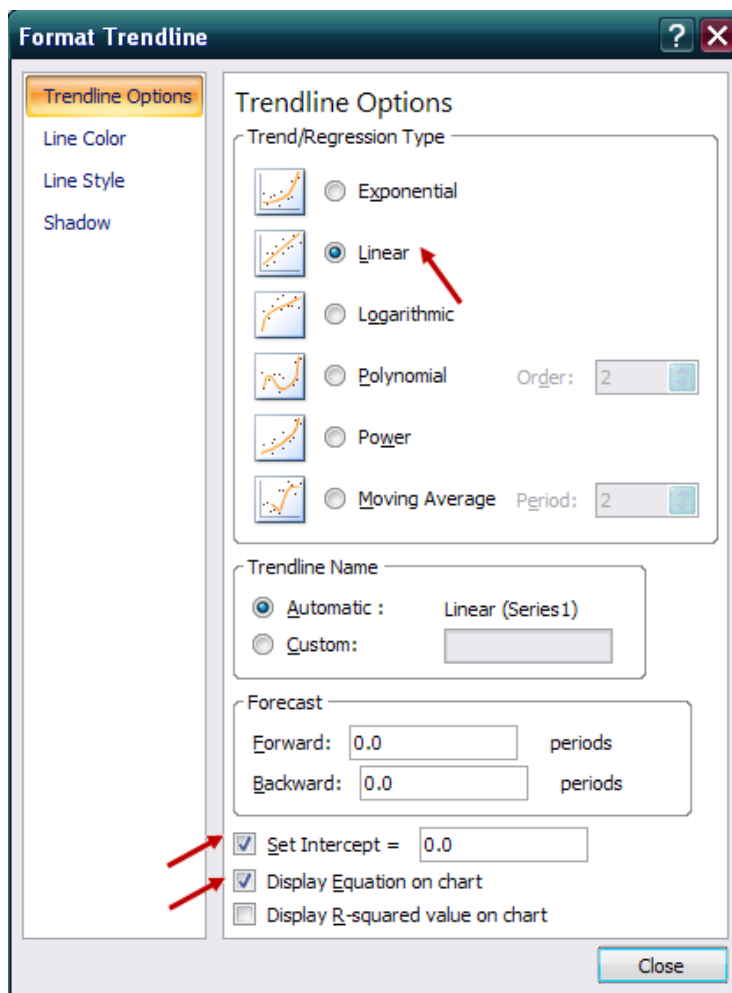 Format Trendline
Trendline Options
Line Color
Line Style
Shadow
Trendline Options
Trend/Regression Type
Exponential
Linear
Logarithmic
Polynomial Order: 2
Power
Moving Average Period: 2
Trendline Name
Automatic : Linear (Series1)
Custom:
Forecast
Forward: 0.0 periods
Backward: 0.0 periods
Set Intercept = 0.0
Display Equation on chart
Display R-squared value on chart
Close